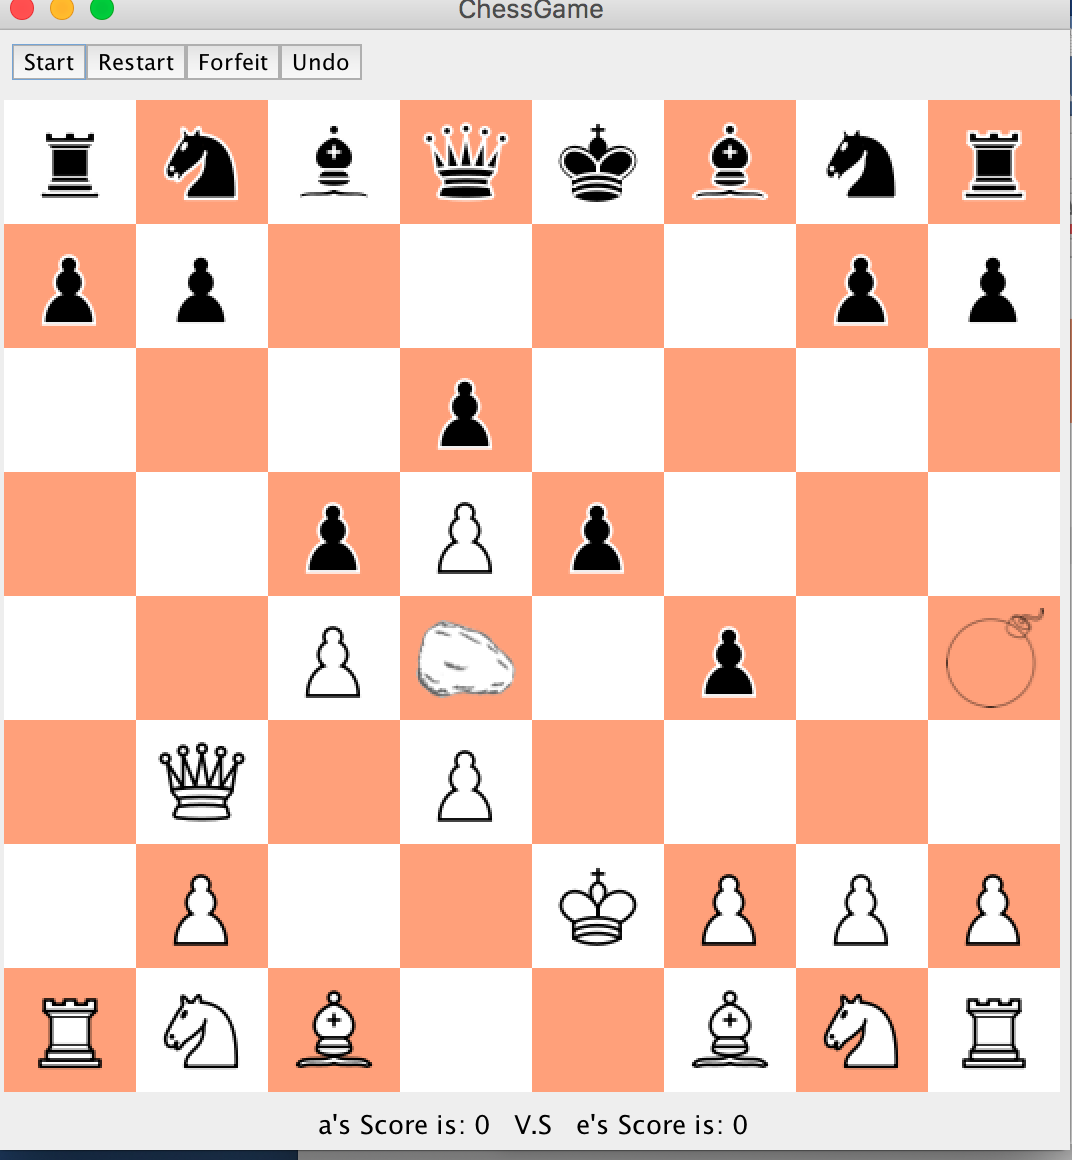 ChessGame
Start Restart Forfeit Undo
a's Score is: 0 V.S e's Score is: 0